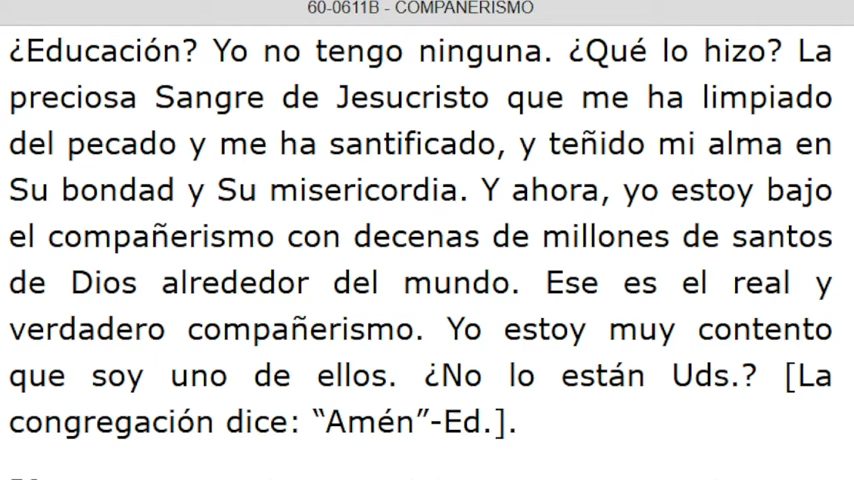 60-0611B - COMPAÑERISMO
¿Educación? Yo no tengo ninguna. ¿Qué lo hizo? La
preciosa Sangre de Jesucristo que me ha limpiado
del pecado y me ha santificado, y teñido mi alma en
Su bondad y Su misericordia. Y ahora, yo estoy bajo
el compañerismo con decenas de millones de santos
de Dios alrededor del mundo. Ese es el real y
verdadero compañerismo. Yo estoy muy contento
que soy uno de ellos. ¿No lo están Uds.? [La
congregación dice: “Amén”-Ed.].